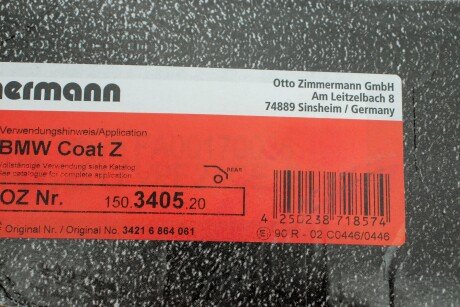 mermann
Otto Zimmermann GmbH
Am Leitzelbach 8
74889 Sinsheim / Germany
Verwendungshinweis/Application
BMW Coat Z
Vollständige Verwendung siehe Katalog
See catalogue for complete application
REAR
OZ Nr. 150.3405.20
E Original Nr. / Original No. 3421 6 864 061
4 250238 718574
E1 90 R - 02 C0446/0446